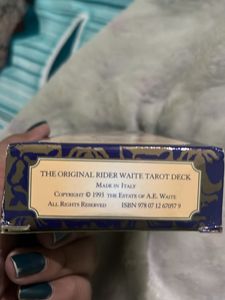 THE ORIGINAL RIDER WAITE TAROT DECK
MADE IN ITALY
COPYRIGHT © 1993 THE ESTATE OF A.E. WAITE
ALL RIGHTS RESERVED ISBN 978 07 12 67057 9